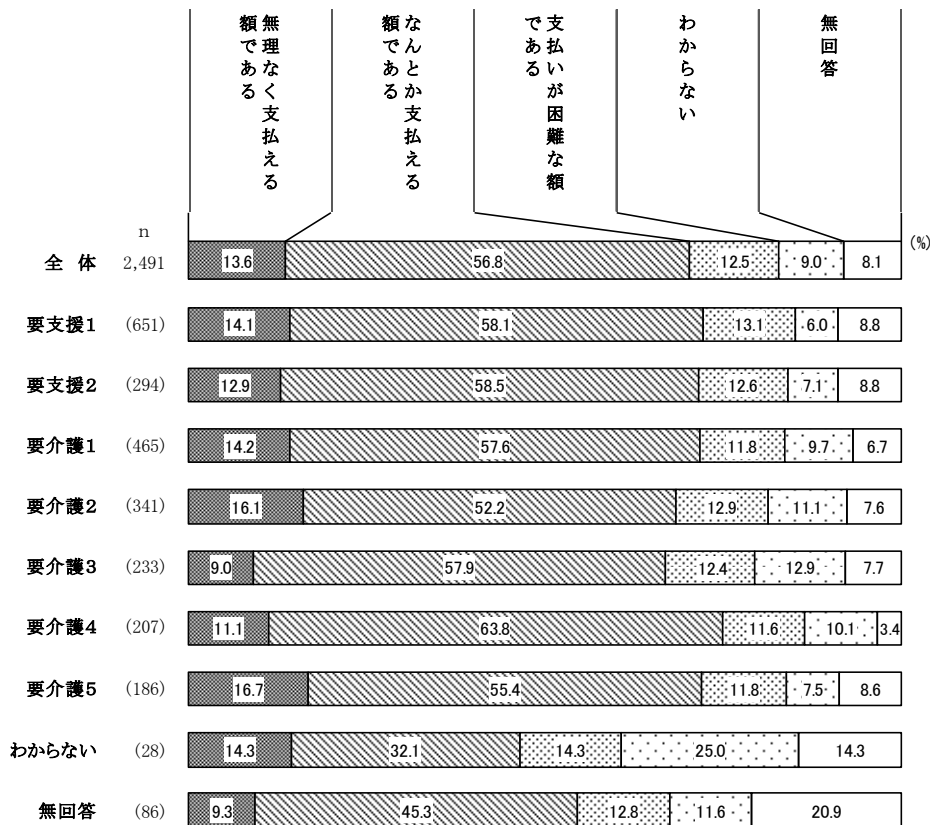 無理なく支払える
額である
なんとか支払える
額である
支払いが困難な額
である
わからない
無回答
n
(%)
全 体 2,491 13.6 56.8 12.5 9.0 8.1
要支援1 (651) 14.1 58.1 13.1 6.0 8.8
要支援2 (294) 12.9 58.5 12.6 7.1 8.8
要介護1 (465) 14.2 57.6 11.8 9.7 6.7
要介護2 (341) 16.1 52.2 12.9 11.1 7.6
要介護3 (233) 9.0 57.9 12.4 12.9 7.7
要介護4 (207) 11.1 63.8 11.6 10.1 3.4
要介護5 (186) 16.7 55.4 11.8 7.5 8.6
わからない (28) 14.3 32.1 14.3 25.0 14.3
無回答 (86) 9.3 45.3 12.8 11.6 20.9